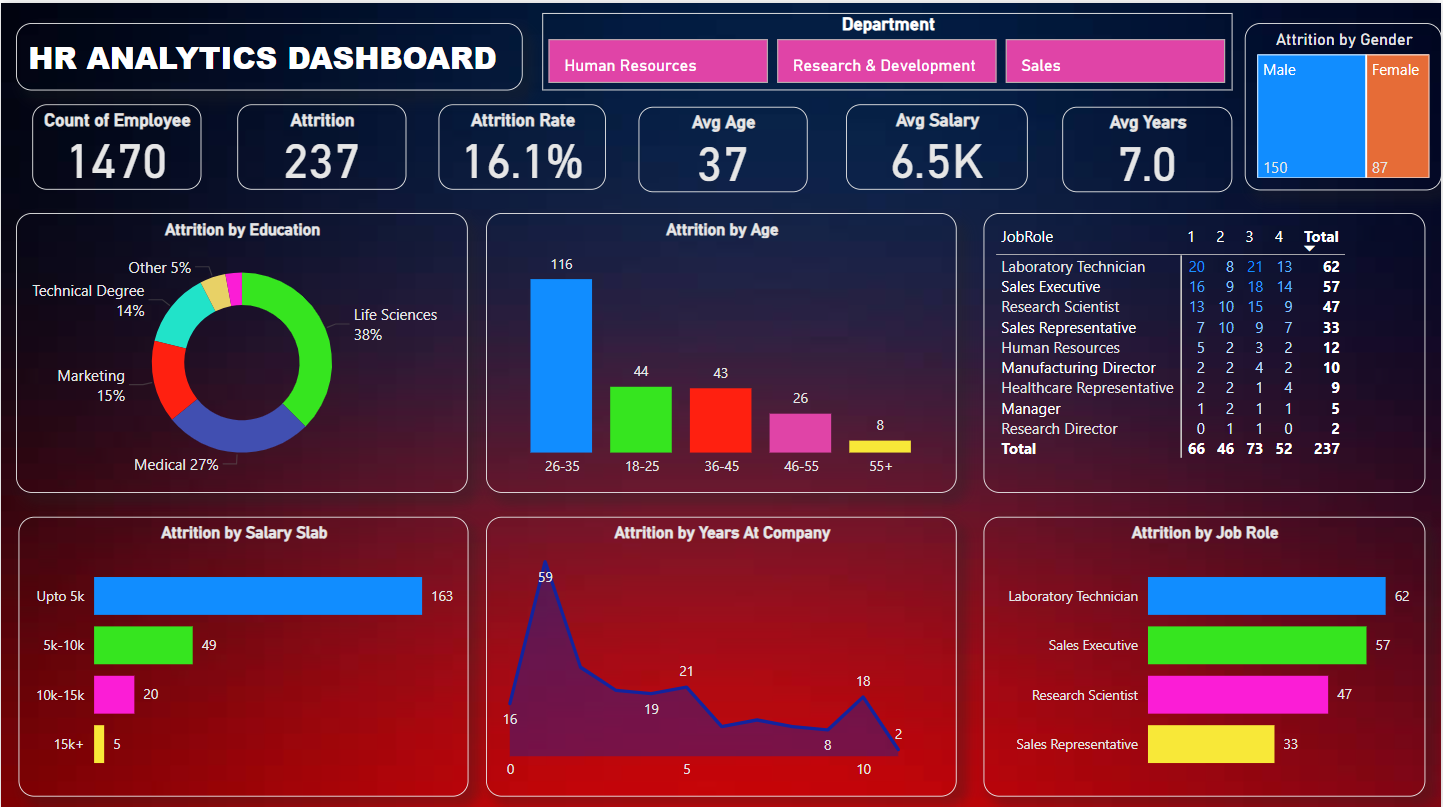 HR ANALYTICS DASHBOARD
Department
Human Resources
Research & Development
Sales
Attrition by Gender
Male
Female
150
87
Count of Employee
1470
Attrition
237
Attrition Rate
16.1%
Avg Age
37
Avg Salary
6.5K
Avg Years
7.0
Attrition by Education
Other 5%
Technical Degree
14%
Life Sciences
38%
Marketing
15%
Medical 27%
Attrition by Age
116
44
43
26
8
26-35
18-25
36-45
46-55
55+
JobRole 1 2 3 4 Total
Laboratory Technician 20 8 21 13 62
Sales Executive 16 9 18 14 57
Research Scientist 13 10 15 9 47
Sales Representative 7 10 9 7 33
Human Resources 5 2 3 2 12
Manufacturing Director 2 2 4 2 10
Healthcare Representative 2 2 1 4 9
Manager 1 2 1 1 5
Research Director 0 1 1 0 2
Total 66 46 73 52 237
Attrition by Salary Slab
Upto 5k 163
5k-10k 49
10k-15k 20
15k+ 5
Attrition by Years At Company
59
16
19
21
8
18
2
0
5
10
Attrition by Job Role
Laboratory Technician 62
Sales Executive 57
Research Scientist 47
Sales Representative 33